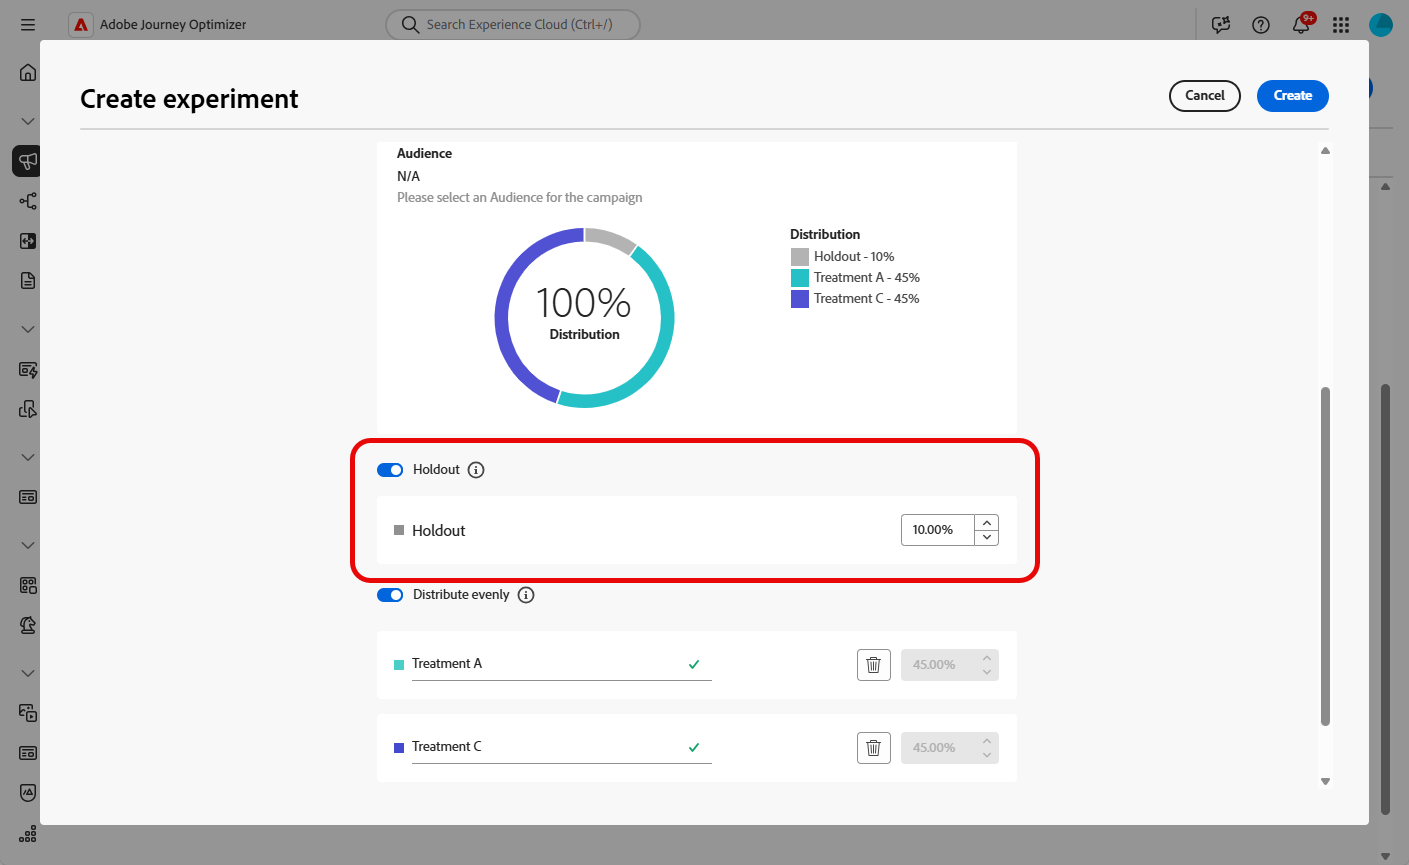 Adobe Journey Optimizer
Search Experience Cloud (Ctrl+/)
9+
Create experiment
Cancel
Create
Audience
N/A
Please select an Audience for the campaign
100%
Distribution
Distribution
Holdout - 10%
Treatment A - 45%
Treatment C - 45%
Holdout
Holdout
10.00%
Distribute evenly
Treatment A
45.00%
Treatment C
45.00%